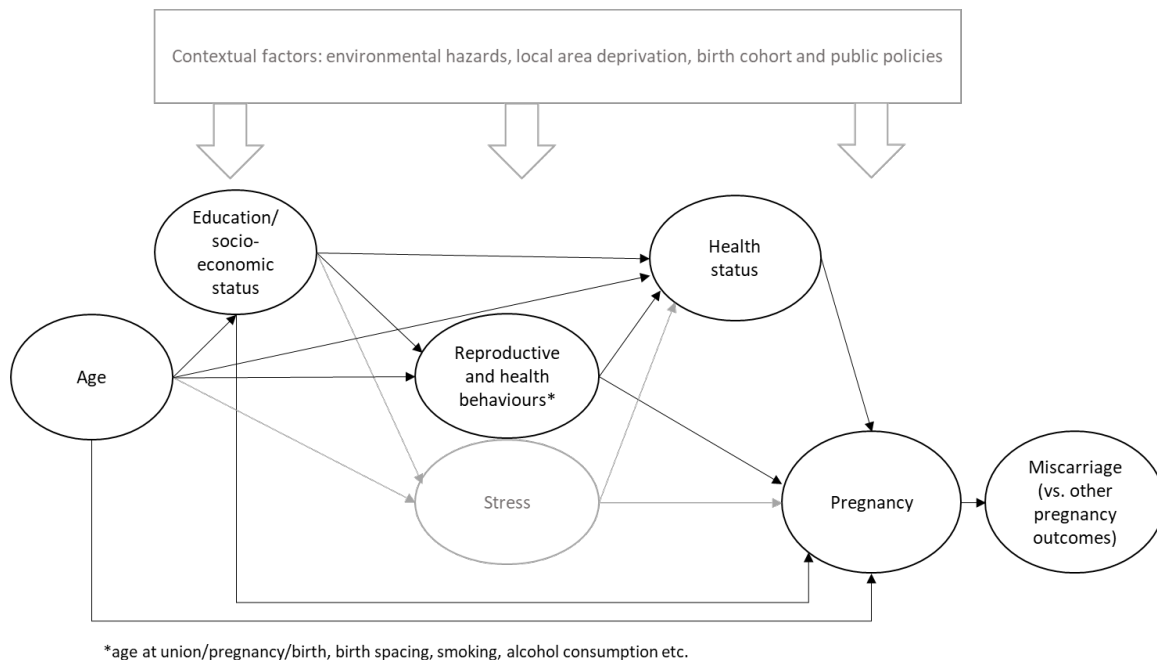 Contextual factors: environmental hazards, local area deprivation, birth cohort and public policies
Education/
socio-
economic
status
Health
status
Age
Reproductive
and health
behaviours*
Stress
Pregnancy
Miscarriage
(vs. other
pregnancy
outcomes)
*age at union/pregnancy/birth, birth spacing, smoking, alcohol consumption etc.